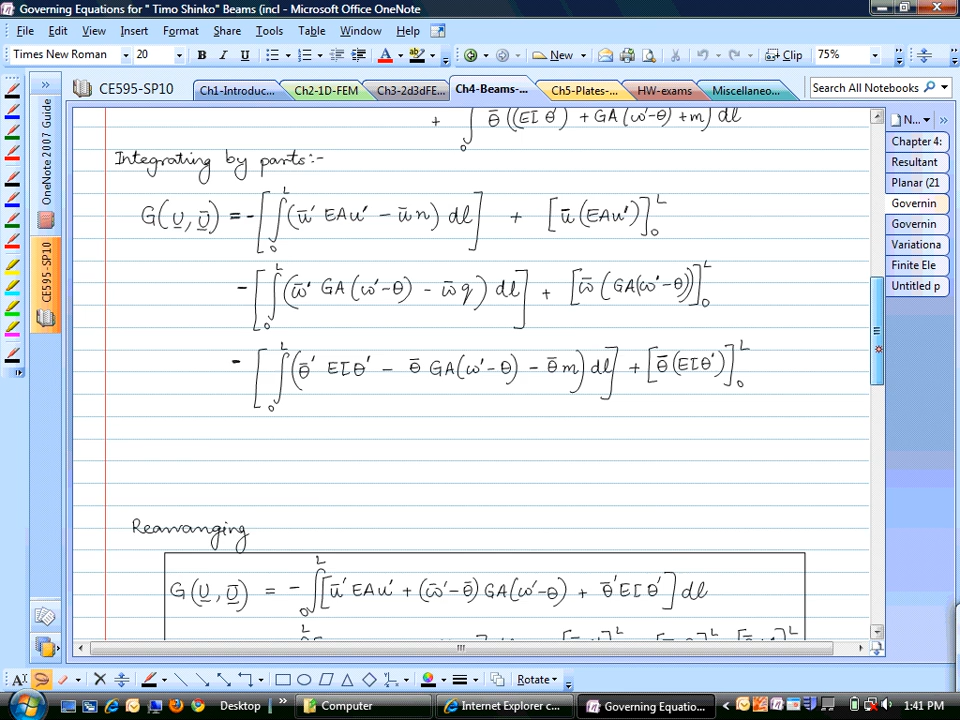 Governing Equations for " Timo Shinko" Beams (incl - Microsoft Office OneNote
File Edit View Insert Format Share Tools Table Window Help
Times New Roman 20 B I U A ab New Clip 75%
CE595-SP10 Ch1-Introduc... Ch2-1D-FEM Ch3-2d3dFE... Ch4-Beams-... Ch5-Plates-... HW-exams Miscellaneo... Search All Notebooks
OneNote 2007 Guide
CE595-SP10
N...
Chapter 4:
Resultant
Planar (21
Governin
Governin
Variationa
Finite Ele
Untitled p
+ ∫₀ θ̄ ((EI θ') + GA(ω'-θ) + m) dl
Integrating by parts:-
G(U, Ū) = -[∫₀ᴸ (ū' EAu' - ū n) dl] + [ū(EAu')]₀ᴸ
- [∫₀ᴸ (ω̄' GA(ω'-θ) - ω̄ q) dl] + [ω̄ (GA(ω'-θ))]₀ᴸ
- [∫₀ᴸ (θ̄' EIθ' - θ̄ GA(ω'-θ) - θ̄ m) dl] + [θ̄(EIθ')]₀ᴸ
Rearranging
G(U, Ū) = - ∫₀ᴸ [ū' EAu' + (ω̄'-θ̄) GA(ω'-θ) + θ̄' EIθ'] dl
A Rotate
Desktop Computer Internet Explorer c... Governing Equatio... 1:41 PM